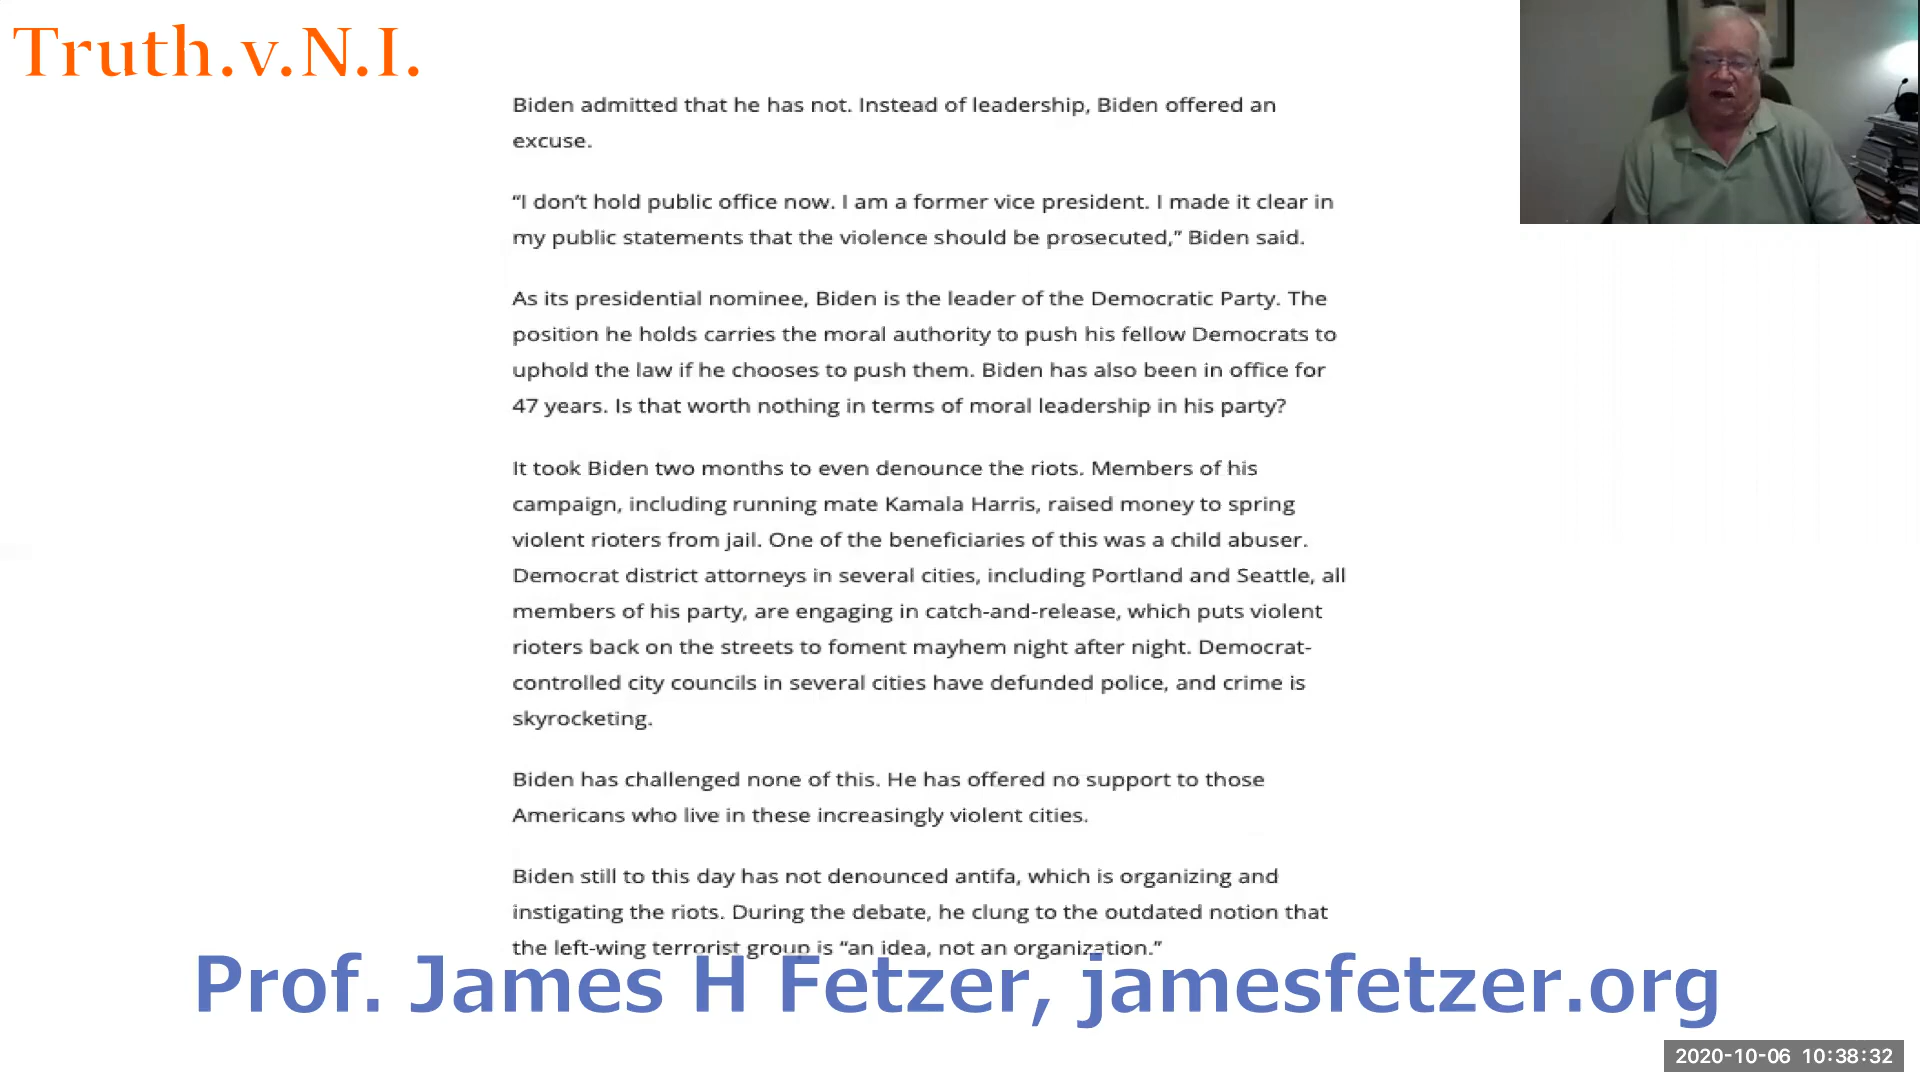 Truth.v.N.I.
Biden admitted that he has not. Instead of leadership, Biden offered an
excuse.
“I don’t hold public office now. I am a former vice president. I made it clear in
my public statements that the violence should be prosecuted,” Biden said.
As its presidential nominee, Biden is the leader of the Democratic Party. The
position he holds carries the moral authority to push his fellow Democrats to
uphold the law if he chooses to push them. Biden has also been in office for
47 years. Is that worth nothing in terms of moral leadership in his party?
It took Biden two months to even denounce the riots. Members of his
campaign, including running mate Kamala Harris, raised money to spring
violent rioters from jail. One of the beneficiaries of this was a child abuser.
Democrat district attorneys in several cities, including Portland and Seattle, all
members of his party, are engaging in catch-and-release, which puts violent
rioters back on the streets to foment mayhem night after night. Democrat-
controlled city councils in several cities have defunded police, and crime is
skyrocketing.
Biden has challenged none of this. He has offered no support to those
Americans who live in these increasingly violent cities.
Biden still to this day has not denounced antifa, which is organizing and
instigating the riots. During the debate, he clung to the outdated notion that
the left-wing terrorist group is “an idea, not an organization.”
Prof. James H Fetzer, jamesfetzer.org
2020-10-06 10:38:32